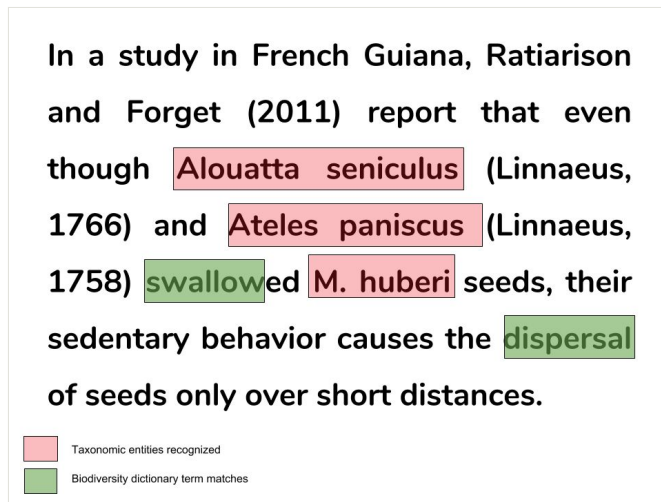 In a study in French Guiana, Ratiarison
and Forget (2011) report that even
though Alouatta seniculus (Linnaeus,
1766) and Ateles paniscus (Linnaeus,
1758) swallowed M. huberi seeds, their
sedentary behavior causes the dispersal
of seeds only over short distances.
Taxonomic entities recognized
Biodiversity dictionary term matches